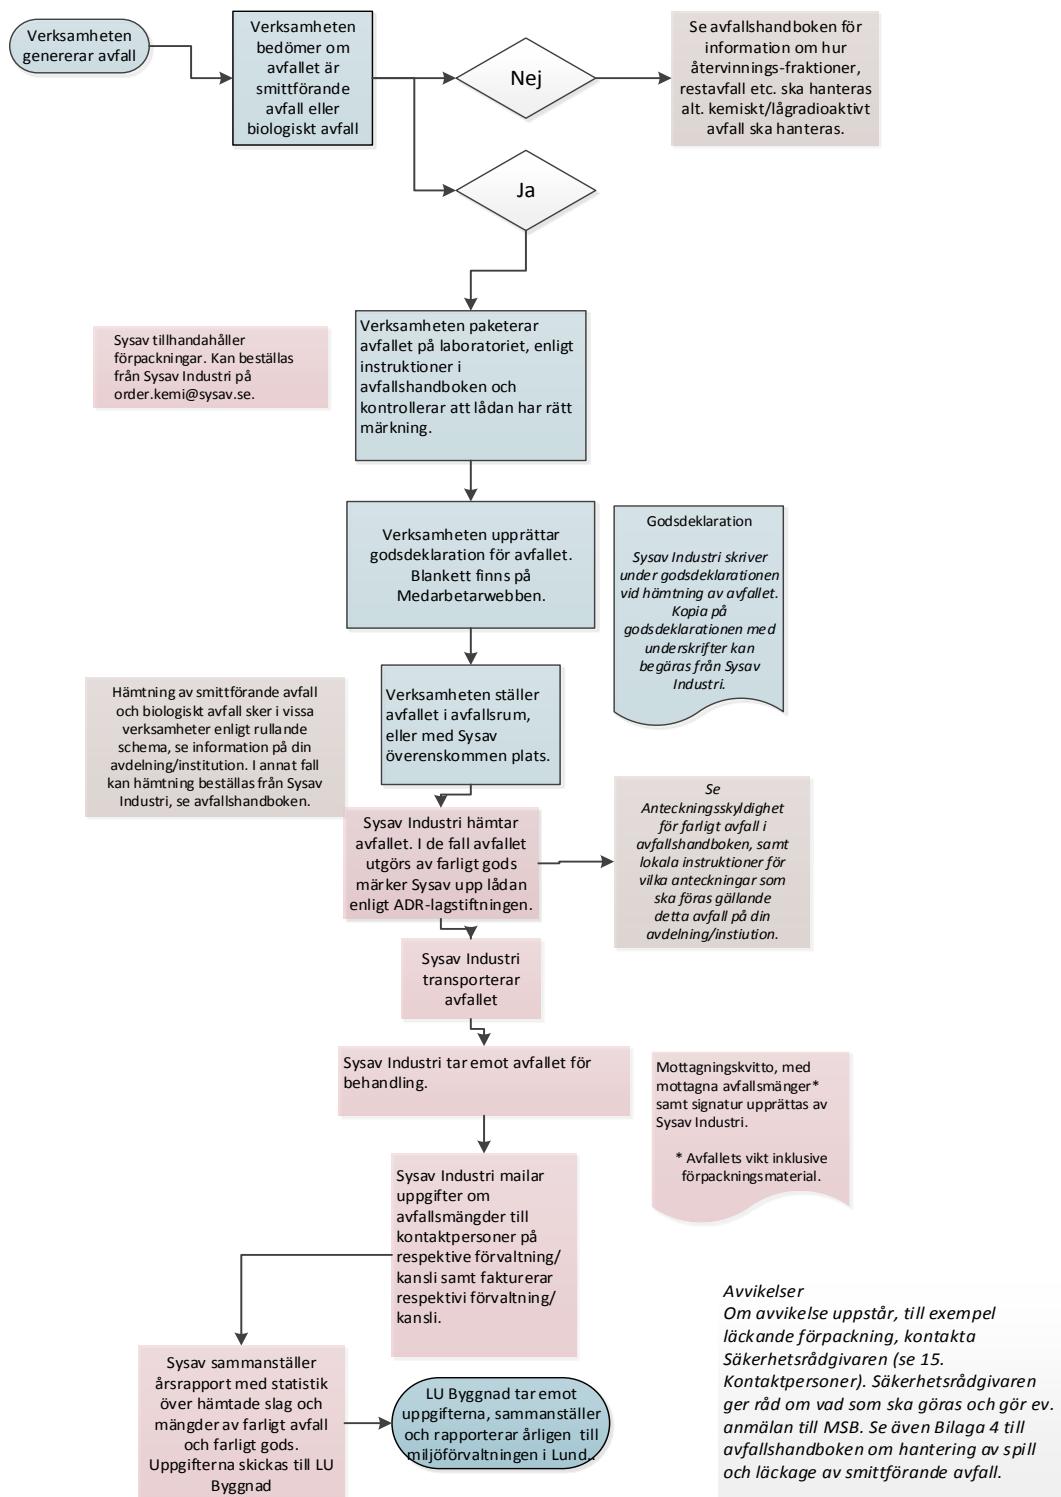 Verksamheten
genererar avfall
Verksamheten
bedömer om
avfallet är
smittförande
avfall eller
biologiskt avfall
Nej
Se avfallshandboken för
information om hur
återvinnings-fraktioner,
restavfall etc. ska hanteras
alt. kemiskt/lågradioaktivt
avfall ska hanteras.
Ja
Sysav tillhandahåller
förpackningar. Kan beställas
från Sysav Industri på
order.kemi@sysav.se.
Verksamheten paketerar
avfallet på laboratoriet, enligt
instruktioner i
avfallshandboken och
kontrollerar att lådan har rätt
märkning.
Verksamheten upprättar
godsdeklaration för avfallet.
Blankett finns på
Medarbetarwebben.
Godsdeklaration
Sysav Industri skriver
under godsdeklarationen
vid hämtning av avfallet.
Kopia på
godsdeklarationen med
underskrifter kan
begäras från Sysav
Industri.
Hämtning av smittförande avfall
och biologiskt avfall sker i vissa
verksamheter enligt rullande
schema, se information på din
avdelning/institution. I annat fall
kan hämtning beställas från Sysav
Industri, se avfallshandboken.
Verksamheten ställer
avfallet i avfallsrum,
eller med Sysav
överenskommen plats.
Sysav Industri hämtar
avfallet. I de fall avfallet
utgörs av farligt gods
märker Sysav upp lådan
enligt ADR-lagstiftningen.
Se
Anteckningsskyldighet
för farligt avfall i
avfallshandboken, samt
lokala instruktioner för
vilka anteckningar som
ska föras gällande
detta avfall på din
avdelning/instiution.
Sysav Industri
transporterar
avfallet
Sysav Industri tar emot avfallet för
behandling.
Mottagningskvitto, med
mottagna avfallsmänger*
samt signatur upprättas av
Sysav Industri.
* Avfallets vikt inklusive
förpackningsmaterial.
Sysav Industri mailar
uppgifter om
avfallsmängder till
kontaktpersoner på
respektive förvaltning/
kansli samt fakturerar
respektivi förvaltning/
kansli.
Sysav sammanställer
årsrapport med statistik
över hämtade slag och
mängder av farligt avfall
och farligt gods.
Uppgifterna skickas till LU
Byggnad
LU Byggnad tar emot
uppgifterna, sammanställer
och rapporterar årligen till
miljöförvaltningen i Lund..
Avvikelser
Om avvikelse uppstår, till exempel
läckande förpackning, kontakta
Säkerhetsrådgivaren (se 15.
Kontaktpersoner). Säkerhetsrådgivaren
ger råd om vad som ska göras och gör ev.
anmälan till MSB. Se även Bilaga 4 till
avfallshandboken om hantering av spill
och läckage av smittförande avfall.